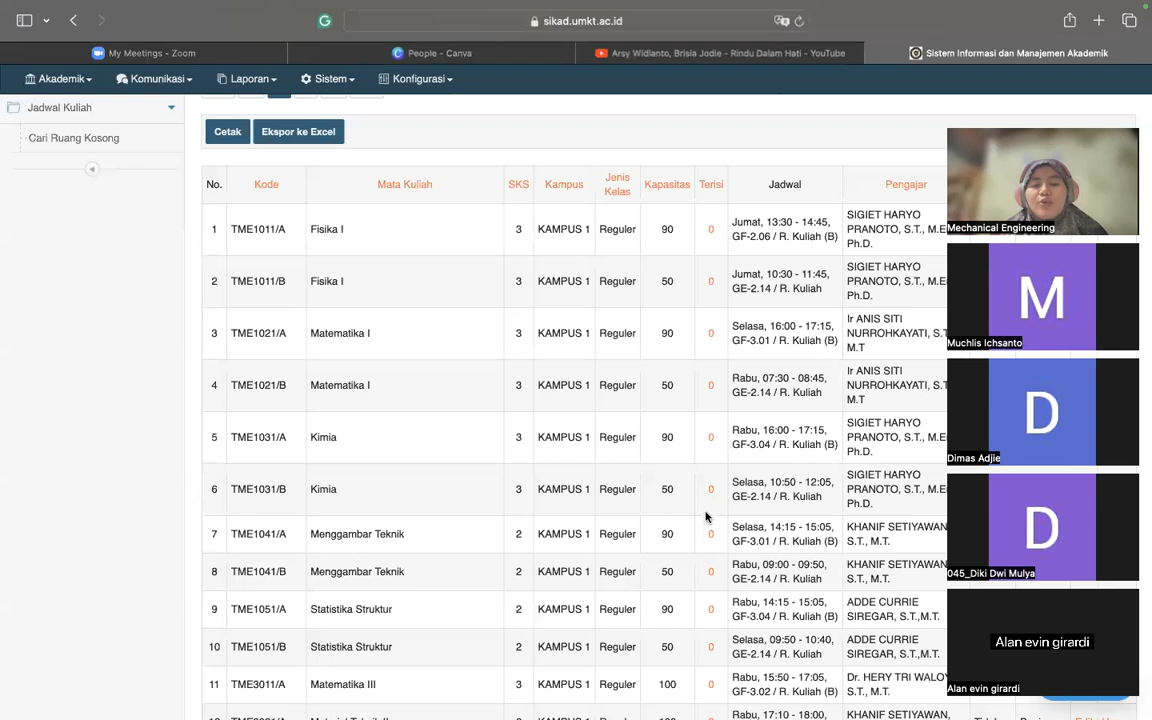 sikad.umkt.ac.id
My Meetings - Zoom
People - Canva
Arsy Widianto, Brisia Jodie - Rindu Dalam Hati - YouTube
Sistem Informasi dan Manajemen Akademik
Akademik
Komunikasi
Laporan
Sistem
Konfigurasi
Jadwal Kuliah
Cari Ruang Kosong
Cetak
Ekspor ke Excel
No. Kode Mata Kuliah SKS Kampus Jenis Kelas Kapasitas Terisi Jadwal Pengajar
1 TME1011/A Fisika I 3 KAMPUS 1 Reguler 90 0 Jumat, 13:30 - 14:45, GF-2.06 / R. Kuliah (B) SIGIET HARYO PRANOTO, S.T., M.E Ph.D.
2 TME1011/B Fisika I 3 KAMPUS 1 Reguler 50 0 Jumat, 10:30 - 11:45, GE-2.14 / R. Kuliah SIGIET HARYO PRANOTO, S.T., M.E Ph.D.
3 TME1021/A Matematika I 3 KAMPUS 1 Reguler 90 0 Selasa, 16:00 - 17:15, GF-3.01 / R. Kuliah (B) Ir ANIS SITI NURROHKAYATI, S.T M.T
4 TME1021/B Matematika I 3 KAMPUS 1 Reguler 50 0 Rabu, 07:30 - 08:45, GE-2.14 / R. Kuliah Ir ANIS SITI NURROHKAYATI, S.T M.T
5 TME1031/A Kimia 3 KAMPUS 1 Reguler 90 0 Rabu, 16:00 - 17:15, GF-3.04 / R. Kuliah (B) SIGIET HARYO PRANOTO, S.T., M.E Ph.D.
6 TME1031/B Kimia 3 KAMPUS 1 Reguler 50 0 Selasa, 10:50 - 12:05, GE-2.14 / R. Kuliah SIGIET HARYO PRANOTO, S.T., M.E Ph.D.
7 TME1041/A Menggambar Teknik 2 KAMPUS 1 Reguler 90 0 Selasa, 14:15 - 15:05, GF-3.01 / R. Kuliah (B) KHANIF SETIYAWAN, S.T., M.T.
8 TME1041/B Menggambar Teknik 2 KAMPUS 1 Reguler 50 0 Rabu, 09:00 - 09:50, GE-2.14 / R. Kuliah KHANIF SETIYAWAN, S.T., M.T.
9 TME1051/A Statistika Struktur 2 KAMPUS 1 Reguler 90 0 Rabu, 14:15 - 15:05, GF-3.04 / R. Kuliah (B) ADDE CURRIE SIREGAR, S.T.,M.T.
10 TME1051/B Statistika Struktur 2 KAMPUS 1 Reguler 50 0 Selasa, 09:50 - 10:40, GE-2.14 / R. Kuliah ADDE CURRIE SIREGAR, S.T.,M.T.
11 TME3011/A Matematika III 3 KAMPUS 1 Reguler 100 0 Rabu, 15:50 - 17:05, GF-3.02 / R. Kuliah (B) Dr. HERY TRI WALOY
Rabu, 17:10 - 18:00, KHANIF SETIYAWAN,
Mechanical Engineering
M
Muchlis Ichsanto
D
Dimas Adjie
D
045_Diki Dwi Mulya
Alan evin girardi
Alan evin girardi